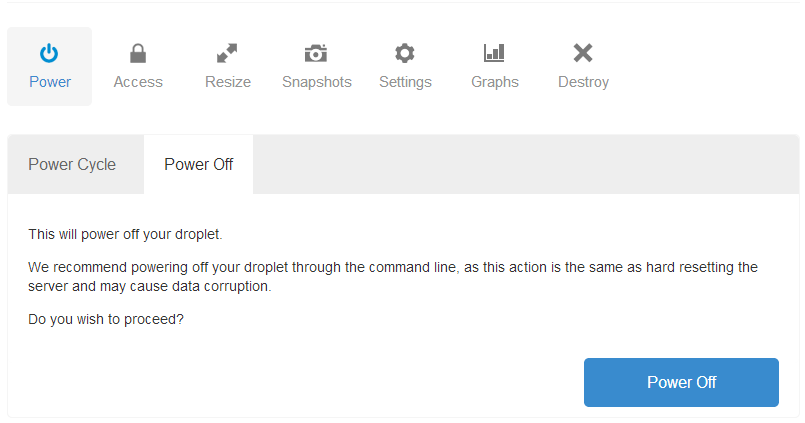 Power Access Resize Snapshots Settings Graphs Destroy
Power Cycle Power Off
This will power off your droplet.
We recommend powering off your droplet through the command line, as this action is the same as hard resetting the
server and may cause data corruption.
Do you wish to proceed?
Power Off